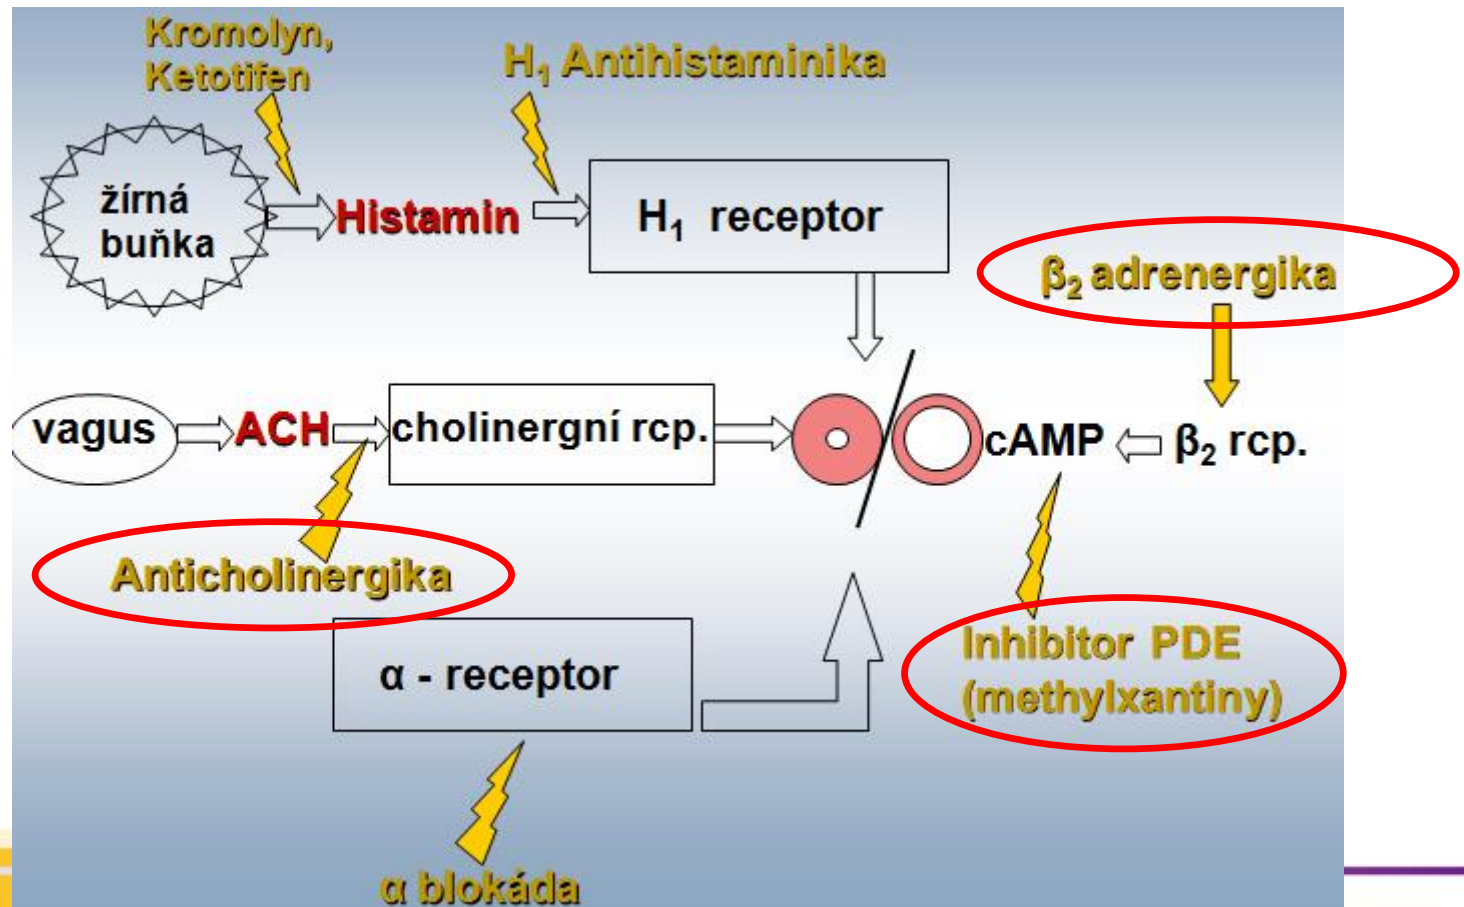 Kromolyn,
Ketotifen
H₁ Antihistaminika
žírná
buňka
Histamin
H₁ receptor
β₂ adrenergika
vagus
ACH
cholinergní rcp.
cAMP
β₂ rcp.
Anticholinergika
α - receptor
Inhibitor PDE
(methylxantiny)
α blokáda